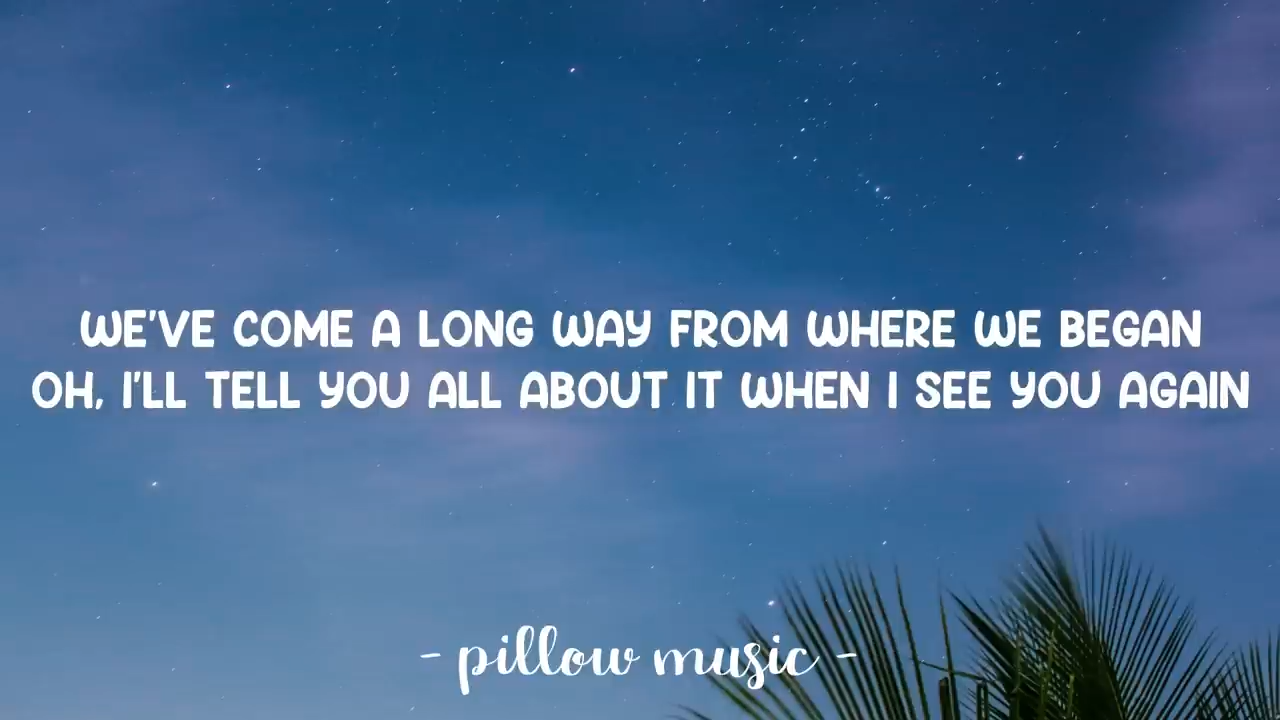 WE'VE COME A LONG WAY FROM WHERE WE BEGAN
OH, I'LL TELL YOU ALL ABOUT IT WHEN I SEE YOU AGAIN
- pillow music -